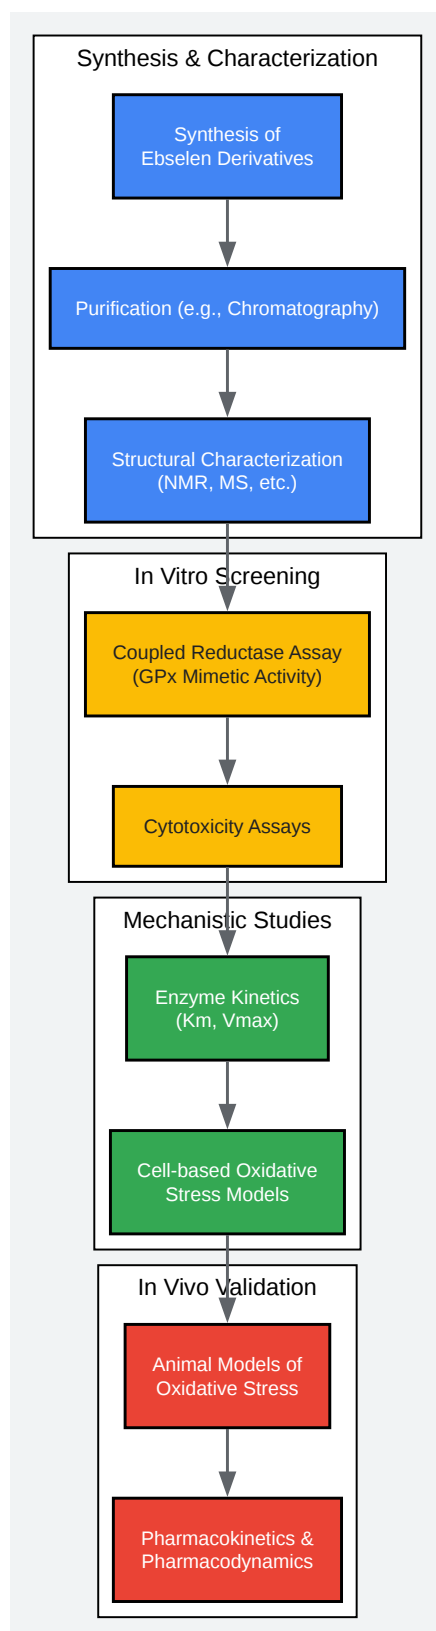 Synthesis & Characterization
Synthesis of
Ebselen Derivatives
Purification (e.g., Chromatography)
Structural Characterization
(NMR, MS, etc.)
In Vitro Screening
Coupled Reductase Assay
(GPx Mimetic Activity)
Cytotoxicity Assays
Mechanistic Studies
Enzyme Kinetics
(Km, Vmax)
Cell-based Oxidative
Stress Models
In Vivo Validation
Animal Models of
Oxidative Stress
Pharmacokinetics &
Pharmacodynamics